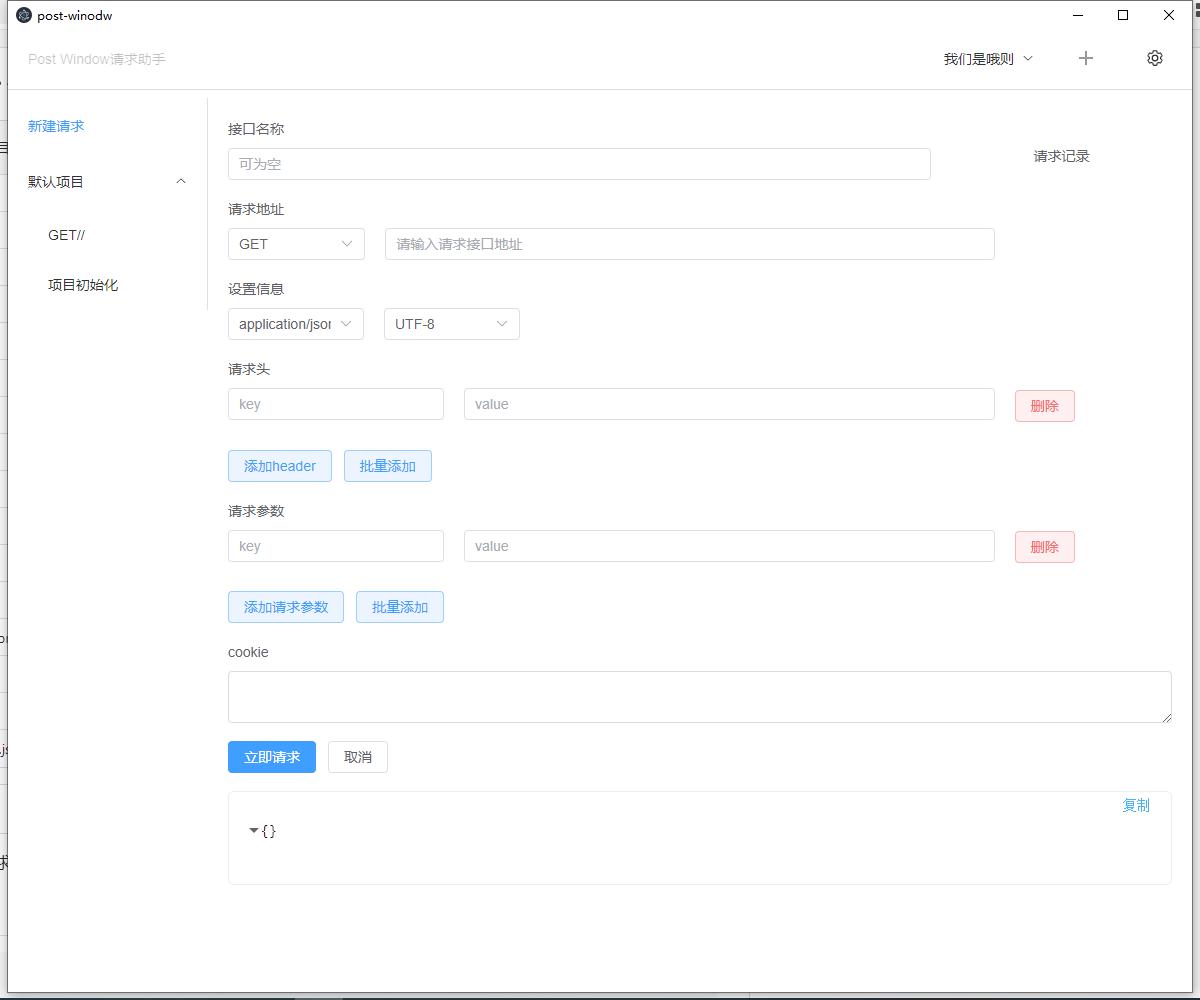 post-winodw
Post Window请求助手
我们是哦则
新建请求
默认项目
GET//
项目初始化
接口名称
可为空
请求记录
请求地址
GET
请输入请求接口地址
设置信息
application/jsor
UTF-8
请求头
key
value
删除
添加header
批量添加
请求参数
key
value
删除
添加请求参数
批量添加
cookie
立即请求
取消
复制
{}